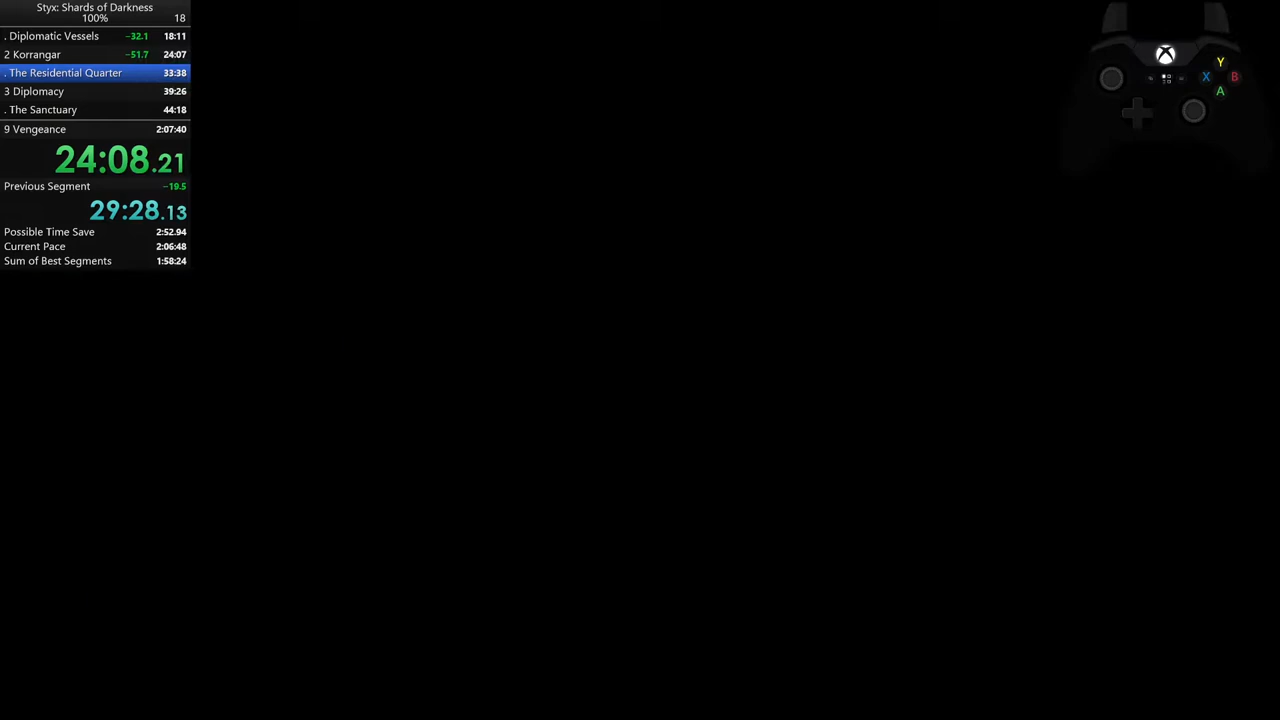 Styx: Shards of Darkness
100% 18
. Diplomatic Vessels -32.1 18:11
2 Korrangar -51.7 24:07
. The Residential Quarter 33:38
3 Diplomacy 39:26
. The Sanctuary 44:18
9 Vengeance 2:07:40
24:08.21
Previous Segment -19.5
29:28.13
Possible Time Save 2:52.94
Current Pace 2:06:48
Sum of Best Segments 1:58:24
Y
X B
A